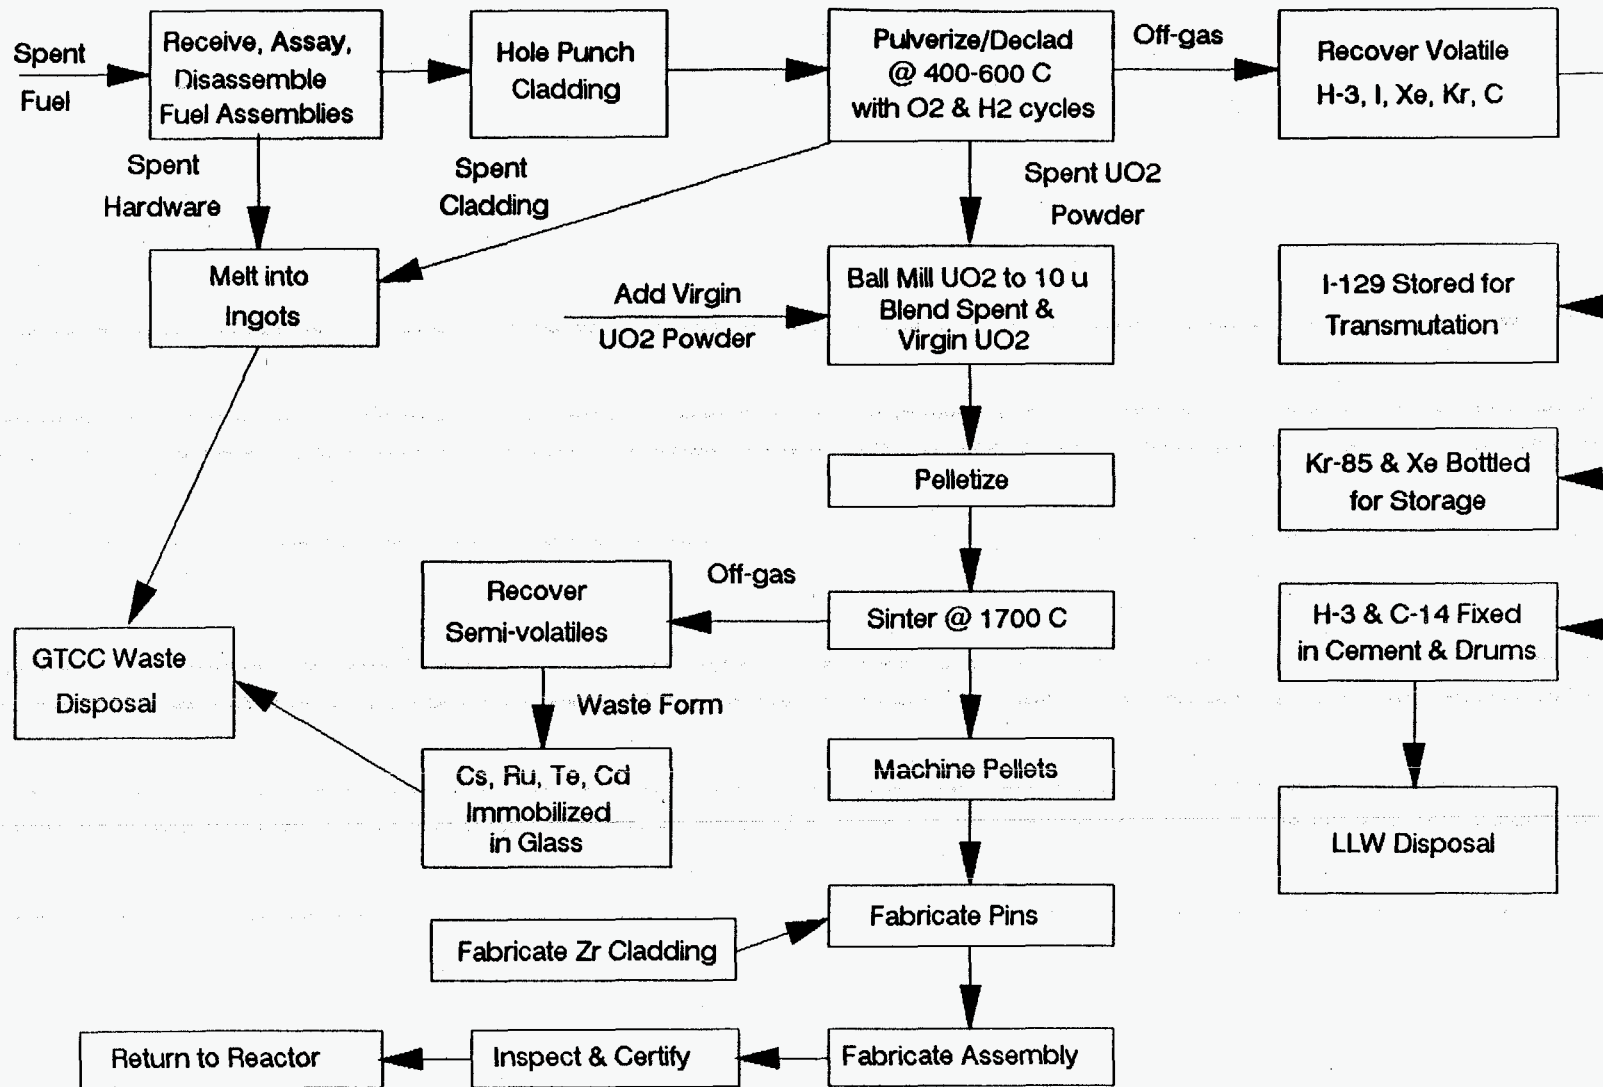 Spent
Fuel
Receive, Assay,
Disassemble
Fuel Assemblies
Hole Punch
Cladding
Pulverize/Declad
@ 400-600 C
with O2 & H2 cycles
Off-gas
Recover Volatile
H-3, I, Xe, Kr, C
Spent
Hardware
Spent
Cladding
Spent UO2
Powder
Melt into
Ingots
Add Virgin
UO2 Powder
Ball Mill UO2 to 10 u
Blend Spent &
Virgin UO2
I-129 Stored for
Transmutation
Pelletize
Kr-85 & Xe Bottled
for Storage
Recover
Semi-volatiles
Off-gas
Sinter @ 1700 C
H-3 & C-14 Fixed
in Cement & Drums
GTCC Waste
Disposal
Waste Form
Cs, Ru, Te, Cd
Immobilized
in Glass
Machine Pellets
LLW Disposal
Fabricate Zr Cladding
Fabricate Pins
Return to Reactor
Inspect & Certify
Fabricate Assembly